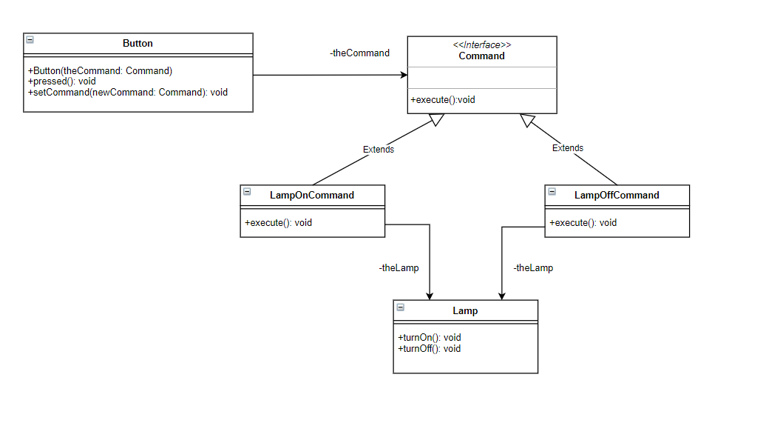 Button
+Button(theCommand: Command)
+pressed(): void
+setCommand(newCommand: Command): void
-theCommand
<<Interface>>
Command
+execute():void
Extends
Extends
LampOnCommand
+execute(): void
LampOffCommand
+execute(): void
-theLamp
-theLamp
Lamp
+turnOn(): void
+turnOff(): void